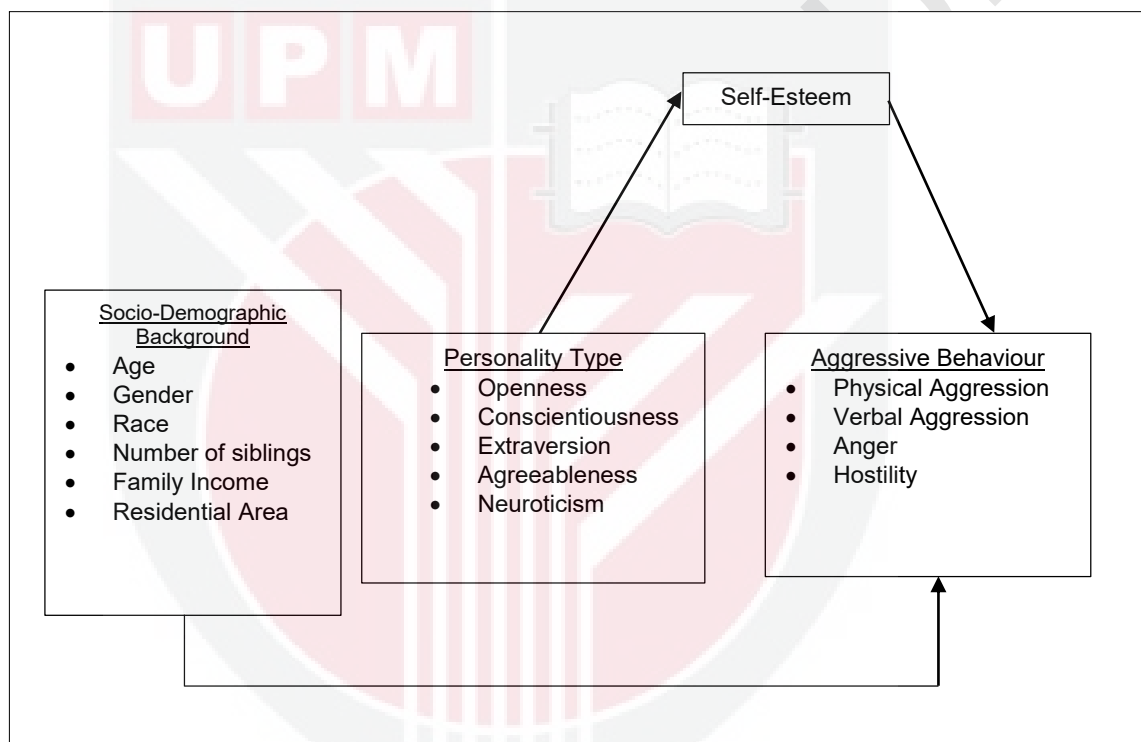 UPM
Self-Esteem
Socio-Demographic
Background
• Age
• Gender
• Race
• Number of siblings
• Family Income
• Residential Area
Personality Type
• Openness
• Conscientiousness
• Extraversion
• Agreeableness
• Neuroticism
Aggressive Behaviour
• Physical Aggression
• Verbal Aggression
• Anger
• Hostility